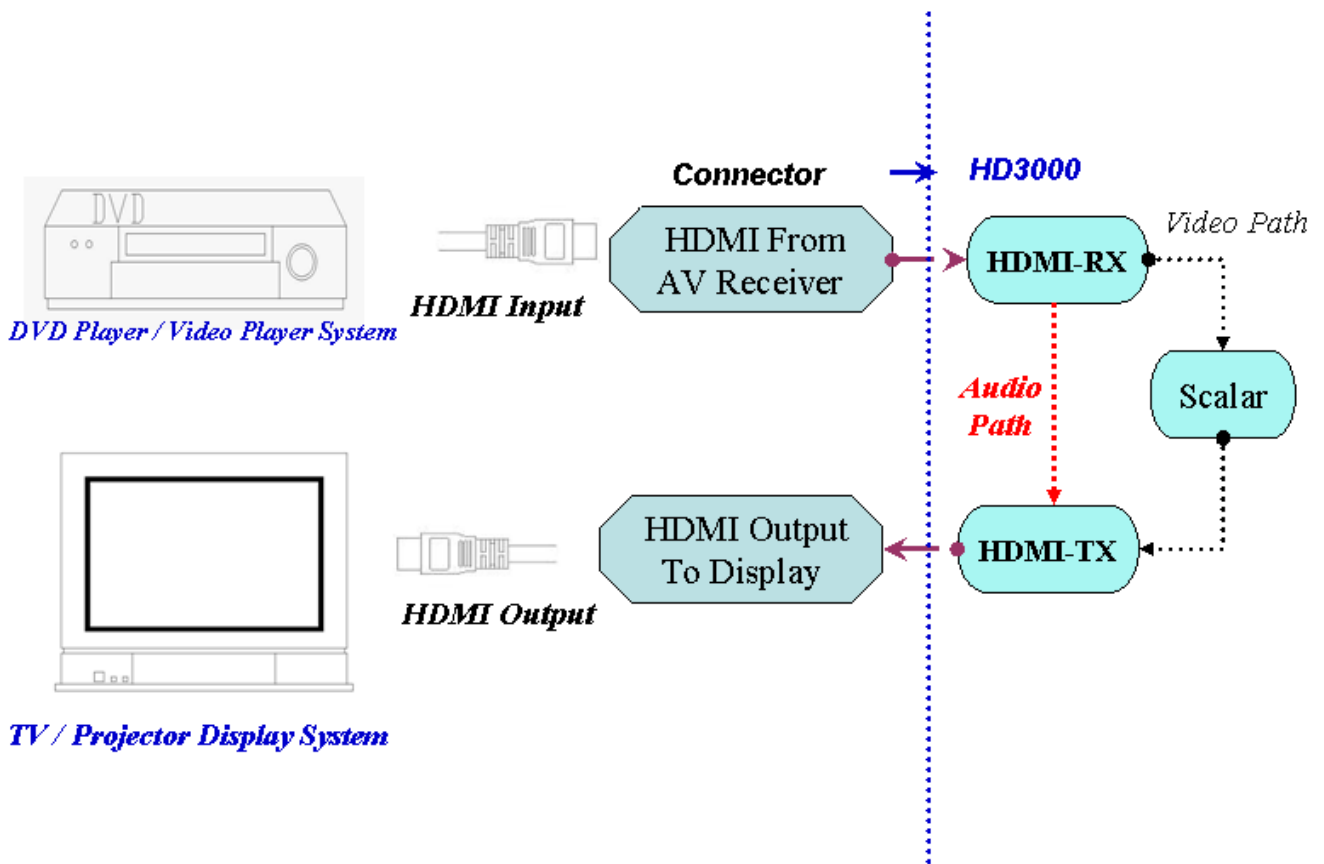 Connector
HD3000
DVD
HDMI From
AV Receiver
HDMI-RX
Video Path
HDMI Input
DVD Player / Video Player System
Audio
Path
Scalar
HDMI Output
To Display
HDMI-TX
HDMI Output
TV / Projector Display System